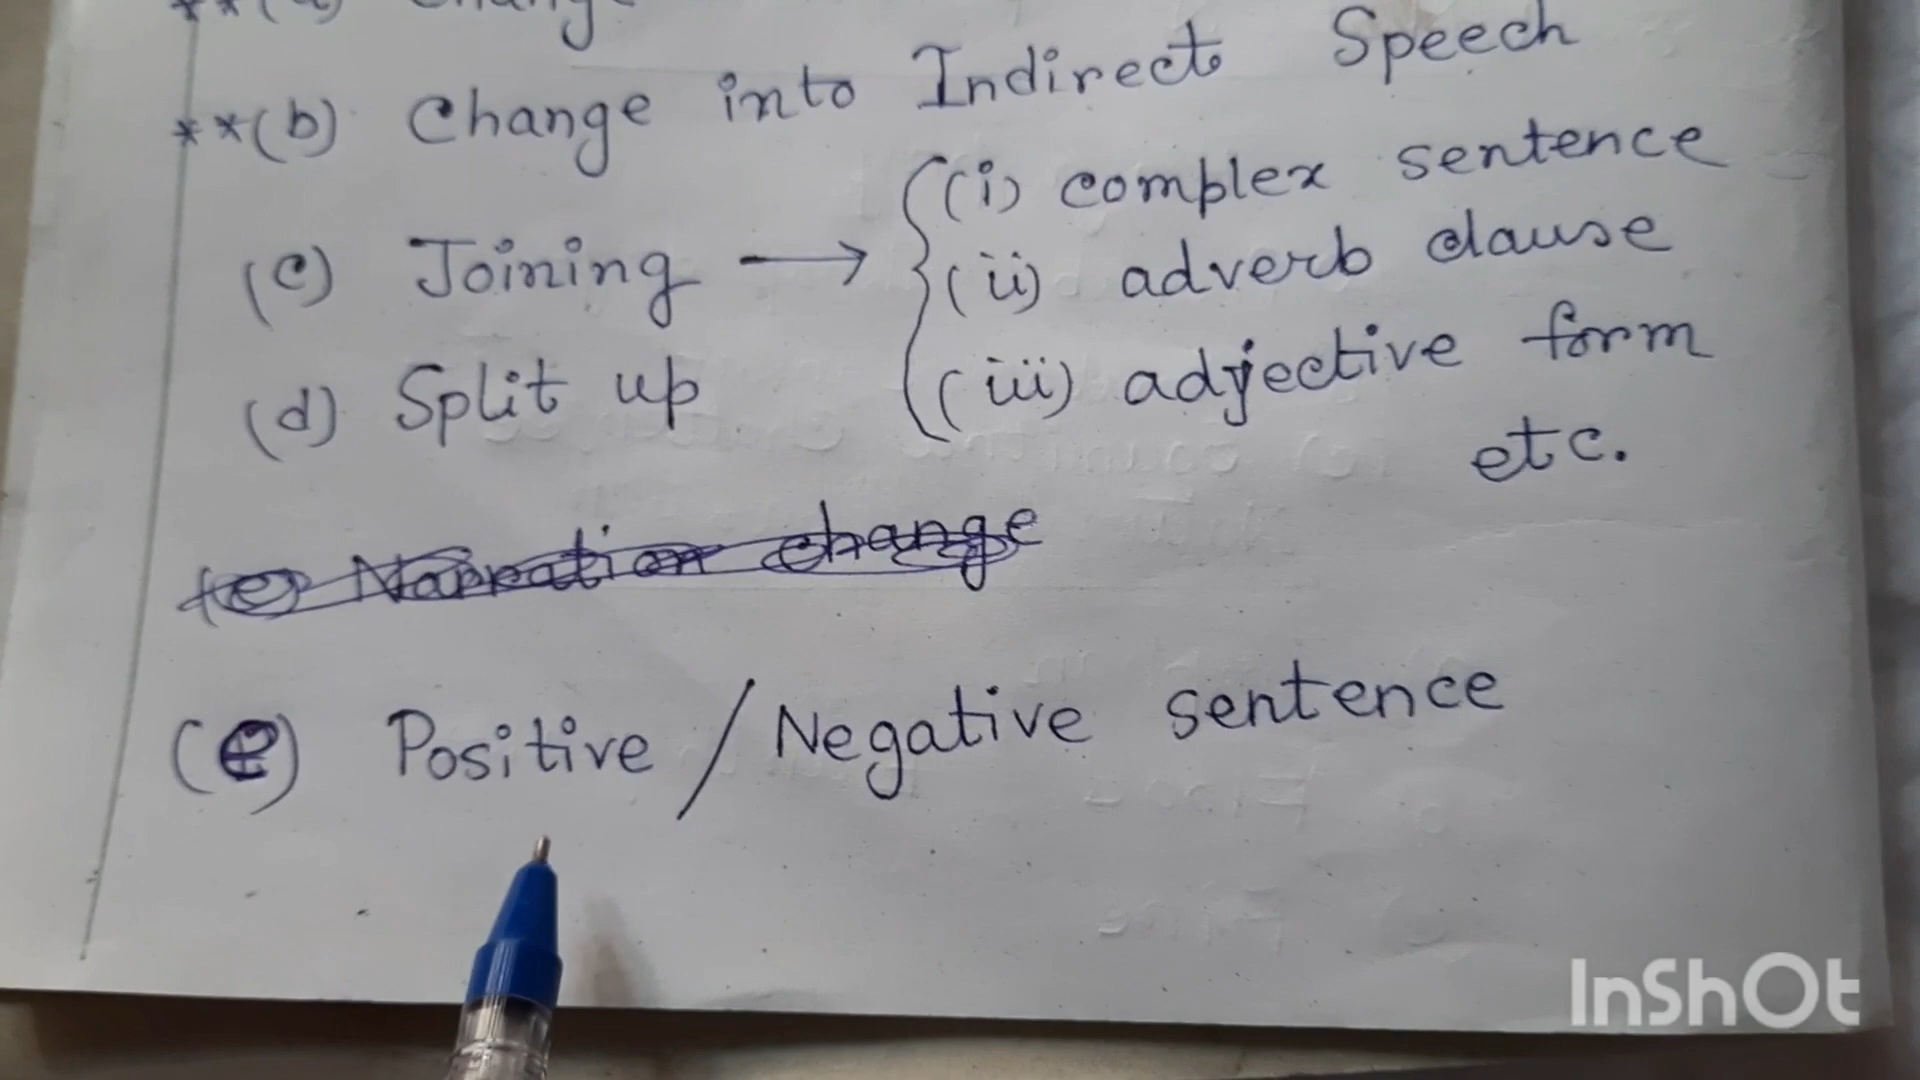 **(b) Change into Indirect Speech
(c) Joining → (i) complex sentence
(ii) adverb clause
(iii) adjective form
etc.
(d) Split up
(e) Narration change
(e) Positive / Negative sentence
InShOt